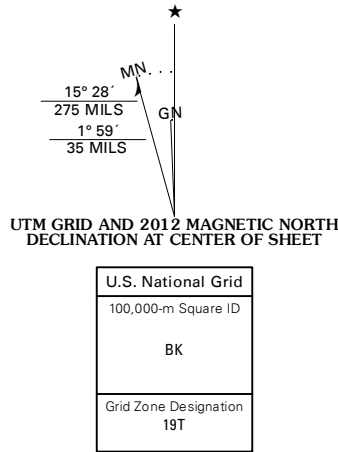 ★
MN
15° 28´
275 MILS
GN
1° 59´
35 MILS
UTM GRID AND 2012 MAGNETIC NORTH
DECLINATION AT CENTER OF SHEET
U.S. National Grid
100,000-m Square ID
BK
Grid Zone Designation
19T